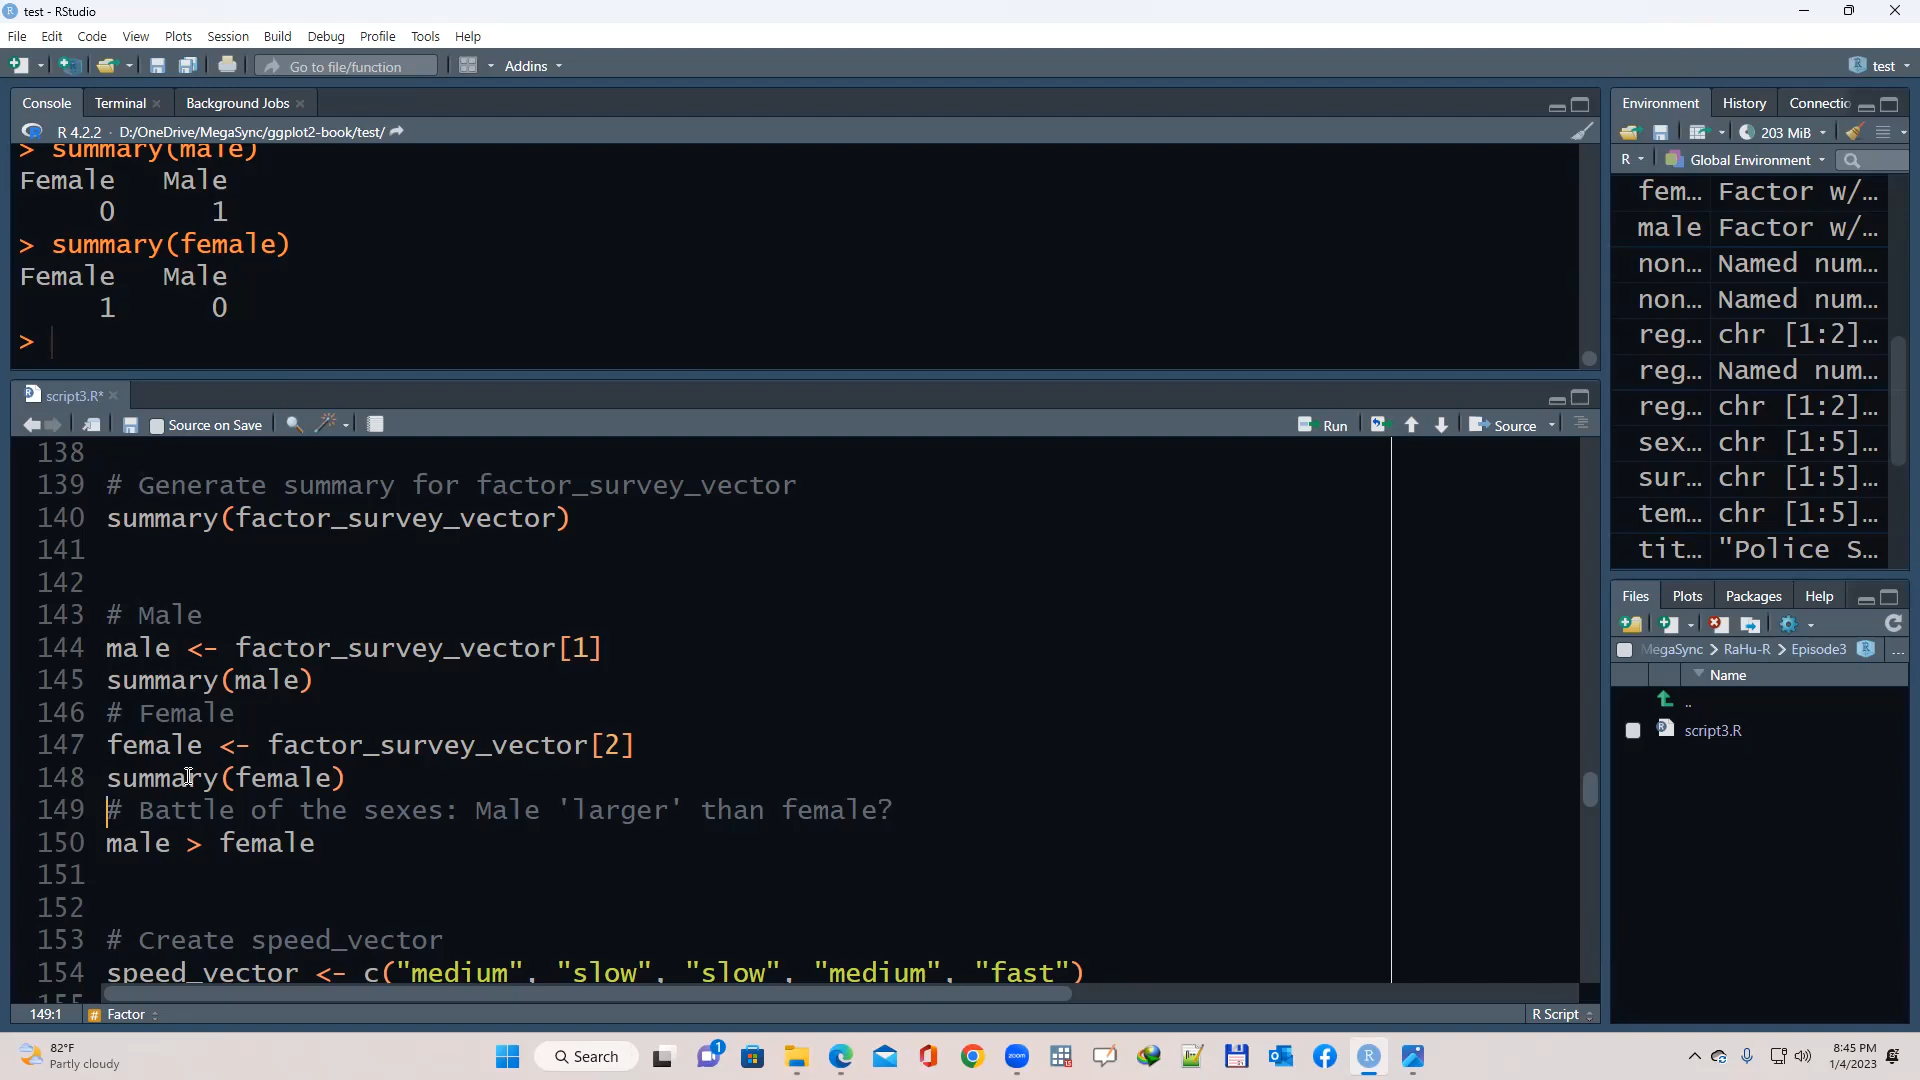 test - RStudio
File Edit Code View Plots Session Build Debug Profile Tools Help
Go to file/function Addins test
Console Terminal Background Jobs
R 4.2.2 · D:/OneDrive/MegaSync/ggplot2-book/test/
> summary(male)
Female Male
0 1
> summary(female)
Female Male
1 0
>
script3.R*
Source on Save Run Source
138
139 # Generate summary for factor_survey_vector
140 summary(factor_survey_vector)
141
142
143 # Male
144 male <- factor_survey_vector[1]
145 summary(male)
146 # Female
147 female <- factor_survey_vector[2]
148 summary(female)
149 # Battle of the sexes: Male 'larger' than female?
150 male > female
151
152
153 # Create speed_vector
154 speed_vector <- c("medium", "slow", "slow", "medium", "fast")
155
149:1 # Factor R Script
Environment History Connectio
203 MiB
R Global Environment
fem… Factor w/…
male Factor w/…
non… Named num…
non… Named num…
reg… chr [1:2]…
reg… Named num…
reg… chr [1:2]…
sex… chr [1:5]…
sur… chr [1:5]…
tem… chr [1:5]…
tit… "Police S…
Files Plots Packages Help
MegaSync > RaHu-R > Episode3 ...
Name
..
script3.R
82°F
Partly cloudy
Search
1
zoom
8:45 PM
1/4/2023